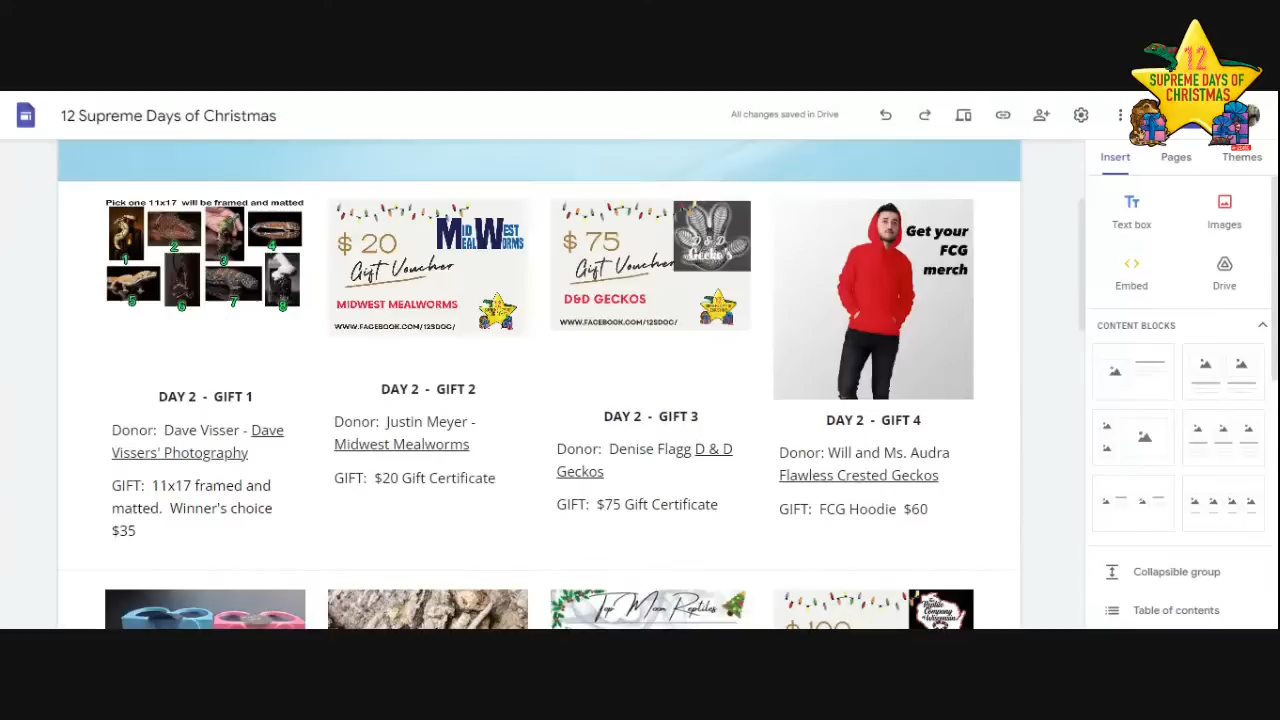 12
SUPREME DAYS OF
CHRISTMAS
12 Supreme Days of Christmas
All changes saved in Drive
Insert
Pages
Themes
Pick one 11x17 will be framed and matted
1
2
3
4
5
6
7
8
$ 20
Gift Voucher
MIDWEST MEALWORMS
WWW.FACEBOOK.COM/12SDOC/
MIDWEST
MEALWORMS
$ 75
Gift Voucher
D&D GECKOS
WWW.FACEBOOK.COM/12SDOC/
D & D
Gecko's
Get your
FCG
merch
DAY 2 - GIFT 1
Donor: Dave Visser - Dave
Vissers' Photography
GIFT: 11x17 framed and
matted. Winner's choice
$35
DAY 2 - GIFT 2
Donor: Justin Meyer -
Midwest Mealworms
GIFT: $20 Gift Certificate
DAY 2 - GIFT 3
Donor: Denise Flagg D & D
Geckos
GIFT: $75 Gift Certificate
DAY 2 - GIFT 4
Donor: Will and Ms. Audra
Flawless Crested Geckos
GIFT: FCG Hoodie $60
Top Moon Reptiles
$100
Text box
Images
Embed
Drive
CONTENT BLOCKS
Collapsible group
Table of contents